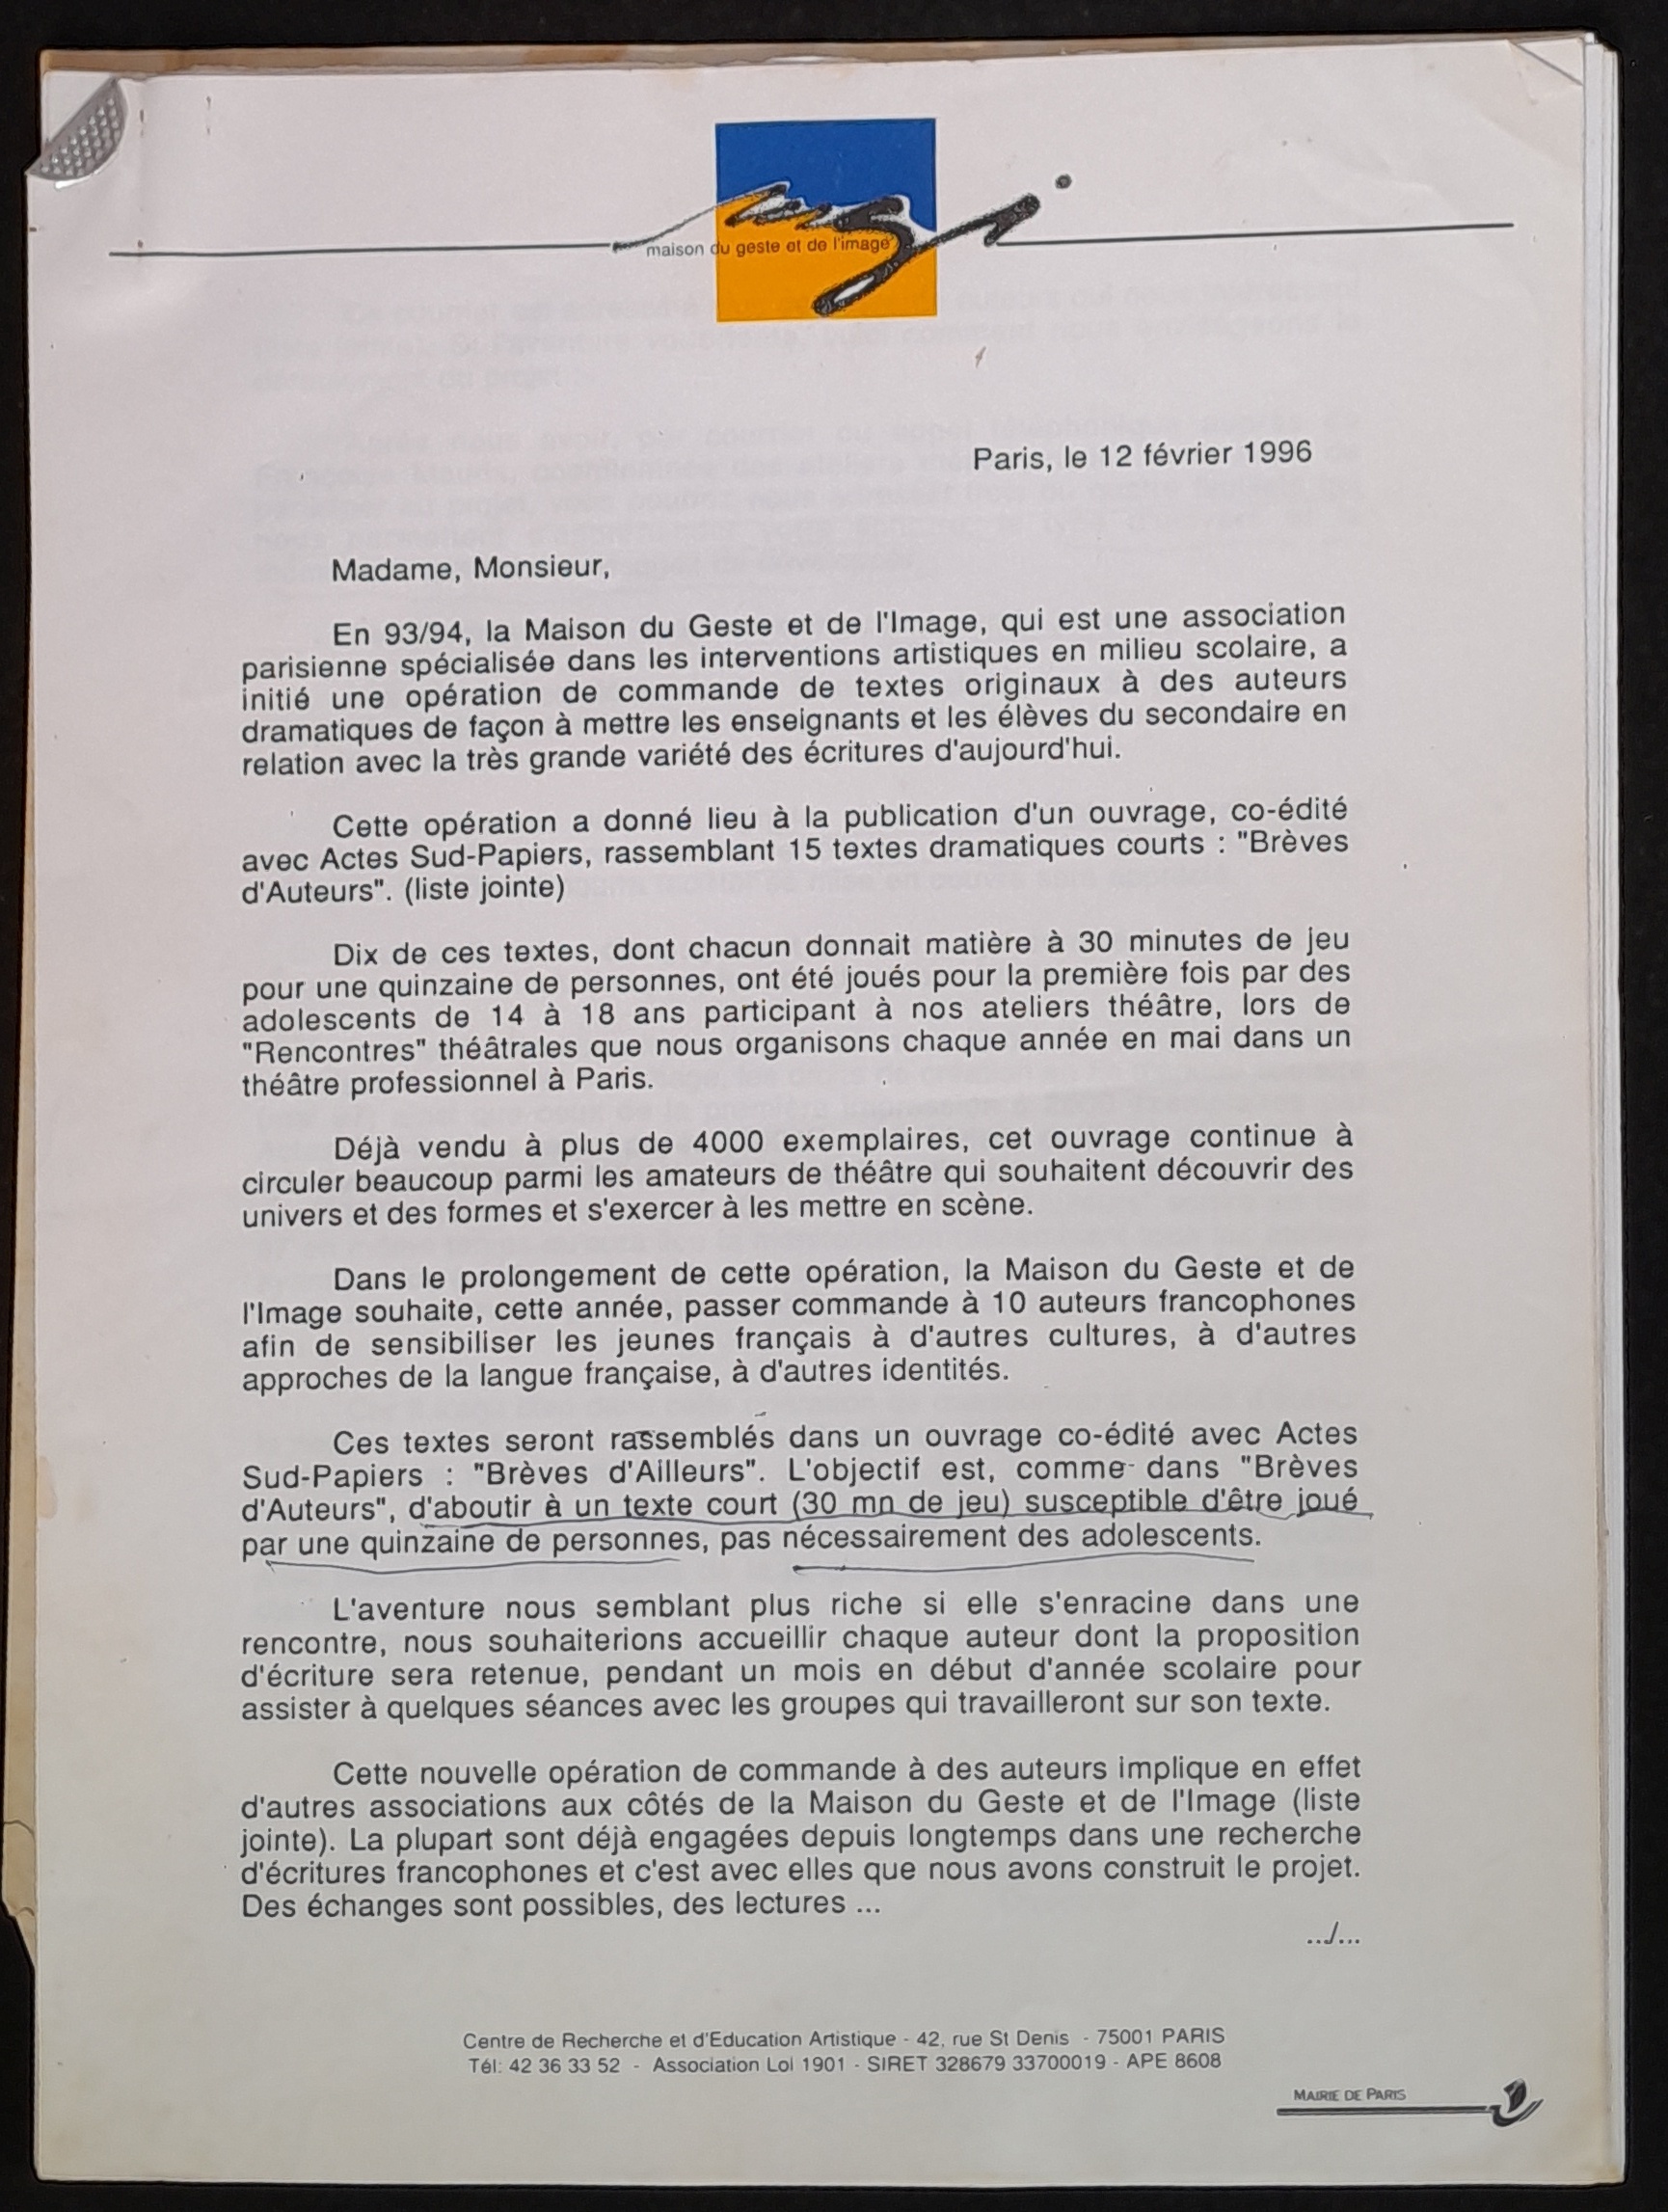 mgi
maison du geste et de l'image
Paris, le 12 février 1996
Madame, Monsieur,
En 93/94, la Maison du Geste et de l'Image, qui est une association
parisienne spécialisée dans les interventions artistiques en milieu scolaire, a
initié une opération de commande de textes originaux à des auteurs
dramatiques de façon à mettre les enseignants et les élèves du secondaire en
relation avec la très grande variété des écritures d'aujourd'hui.
Cette opération a donné lieu à la publication d'un ouvrage, co-édité
avec Actes Sud-Papiers, rassemblant 15 textes dramatiques courts : "Brèves
d'Auteurs". (liste jointe)
Dix de ces textes, dont chacun donnait matière à 30 minutes de jeu
pour une quinzaine de personnes, ont été joués pour la première fois par des
adolescents de 14 à 18 ans participant à nos ateliers théâtre, lors de
"Rencontres" théâtrales que nous organisons chaque année en mai dans un
théâtre professionnel à Paris.
Déjà vendu à plus de 4000 exemplaires, cet ouvrage continue à
circuler beaucoup parmi les amateurs de théâtre qui souhaitent découvrir des
univers et des formes et s'exercer à les mettre en scène.
Dans le prolongement de cette opération, la Maison du Geste et de
l'Image souhaite, cette année, passer commande à 10 auteurs francophones
afin de sensibiliser les jeunes français à d'autres cultures, à d'autres
approches de la langue française, à d'autres identités.
Ces textes seront rassemblés dans un ouvrage co-édité avec Actes
Sud-Papiers : "Brèves d'Ailleurs". L'objectif est, comme dans "Brèves
d'Auteurs", d'aboutir à un texte court (30 mn de jeu) susceptible d'être joué
par une quinzaine de personnes, pas nécessairement des adolescents.
L'aventure nous semblant plus riche si elle s'enracine dans une
rencontre, nous souhaiterions accueillir chaque auteur dont la proposition
d'écriture sera retenue, pendant un mois en début d'année scolaire pour
assister à quelques séances avec les groupes qui travailleront sur son texte.
Cette nouvelle opération de commande à des auteurs implique en effet
d'autres associations aux côtés de la Maison du Geste et de l'Image (liste
jointe). La plupart sont déjà engagées depuis longtemps dans une recherche
d'écritures francophones et c'est avec elles que nous avons construit le projet.
Des échanges sont possibles, des lectures ...
.../...
Centre de Recherche et d'Education Artistique - 42, rue St Denis - 75001 PARIS
Tél: 42 36 33 52 - Association Loi 1901 - SIRET 328679 33700019 - APE 8608
MAIRIE DE PARIS